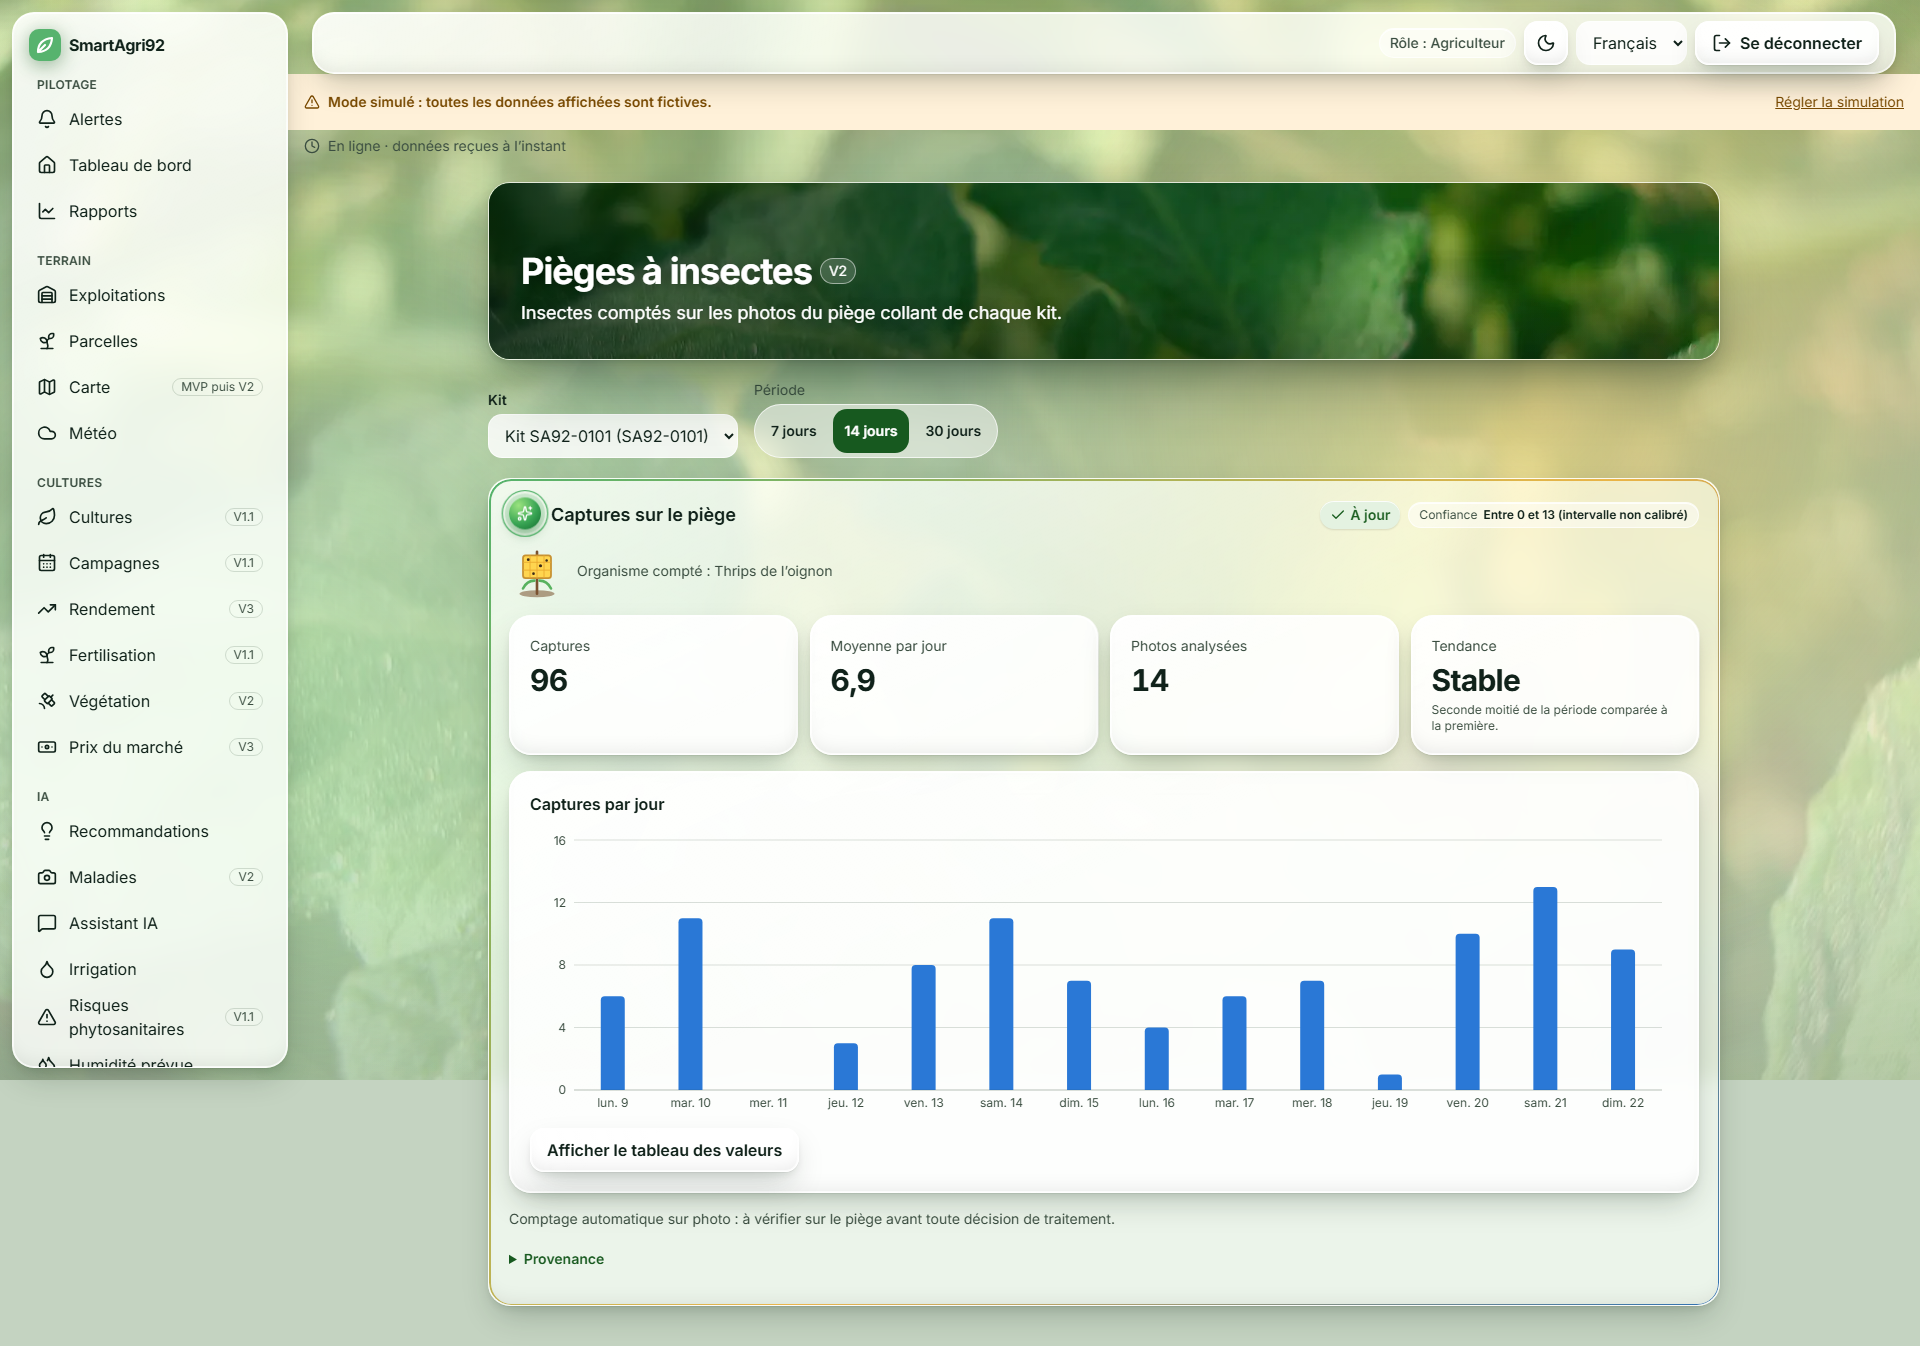 SmartAgri92
PILOTAGE
Alertes
Tableau de bord
Rapports
TERRAIN
Exploitations
Parcelles
Carte MVP puis V2
Météo
CULTURES
Cultures V1.1
Campagnes V1.1
Rendement V3
Fertilisation V1.1
Végétation V2
Prix du marché V3
IA
Recommandations
Maladies V2
Assistant IA
Irrigation
Risques phytosanitaires V1.1
Humidité prévue
Rôle : Agriculteur
Français
Se déconnecter
Mode simulé : toutes les données affichées sont fictives.
Régler la simulation
En ligne · données reçues à l’instant
Pièges à insectes V2
Insectes comptés sur les photos du piège collant de chaque kit.
Kit
Kit SA92-0101 (SA92-0101)
Période
7 jours 14 jours 30 jours
Captures sur le piège
À jour
Confiance Entre 0 et 13 (intervalle non calibré)
Organisme compté : Thrips de l’oignon
Captures
96
Moyenne par jour
6,9
Photos analysées
14
Tendance
Stable
Seconde moitié de la période comparée à
la première.
Captures par jour
16
12
8
4
0
lun. 9 mar. 10 mer. 11 jeu. 12 ven. 13 sam. 14 dim. 15 lun. 16 mar. 17 mer. 18 jeu. 19 ven. 20 sam. 21 dim. 22
Afficher le tableau des valeurs
Comptage automatique sur photo : à vérifier sur le piège avant toute décision de traitement.
Provenance